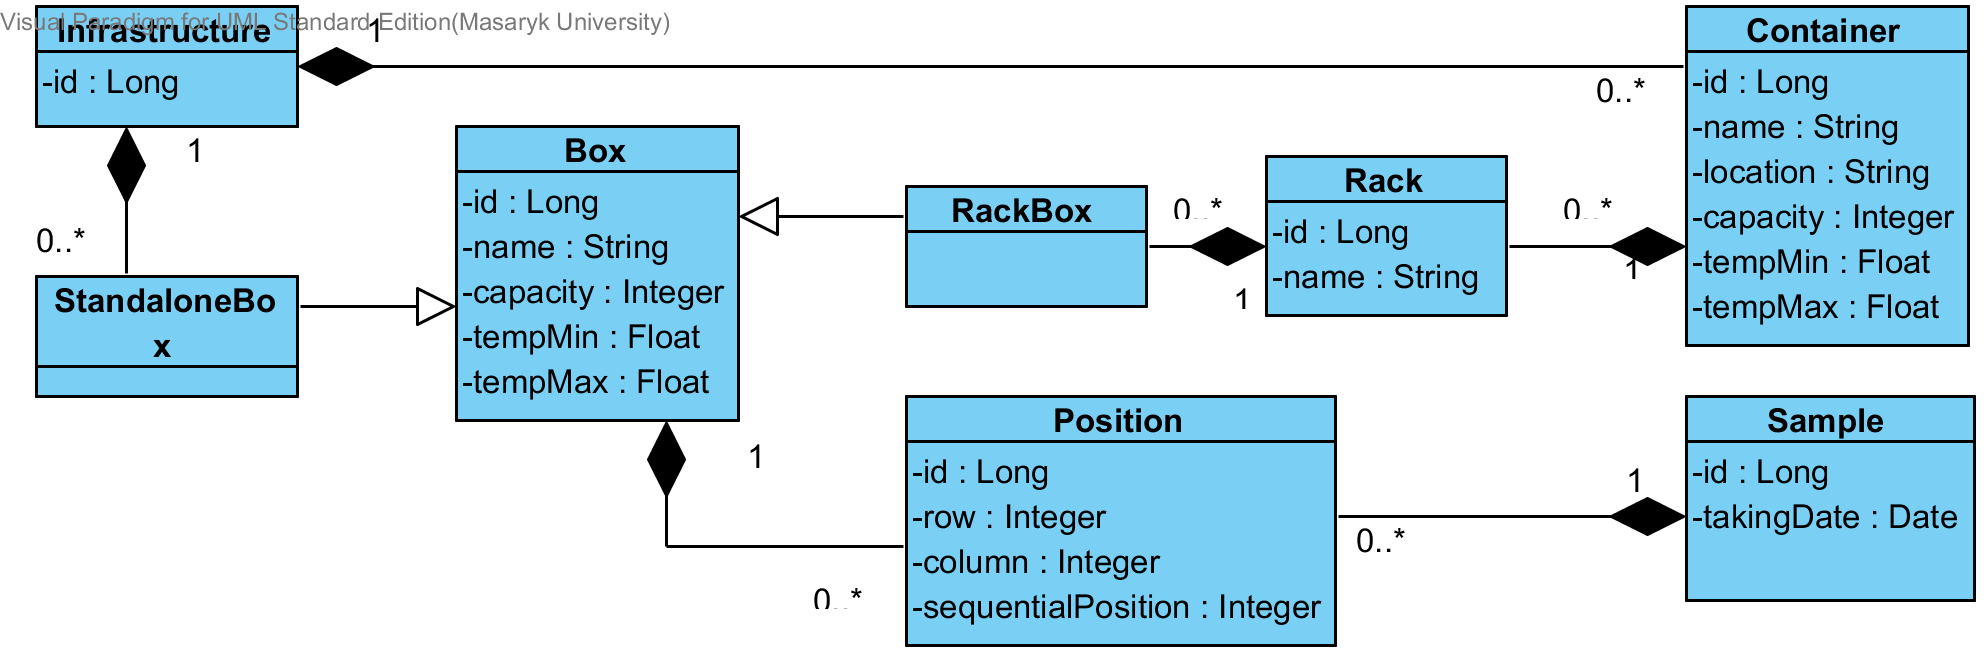 Visual Paradigm for UML Standard Edition(Masaryk University)
Infrastructure
-id : Long
1
0..*
1
0..*
StandaloneBo
x
Box
-id : Long
-name : String
-capacity : Integer
-tempMin : Float
-tempMax : Float
1
0..*
RackBox
0..*
1
Rack
-id : Long
-name : String
0..*
1
Container
-id : Long
-name : String
-location : String
-capacity : Integer
-tempMin : Float
-tempMax : Float
Position
-id : Long
-row : Integer
-column : Integer
-sequentialPosition : Integer
0..*
1
Sample
-id : Long
-takingDate : Date